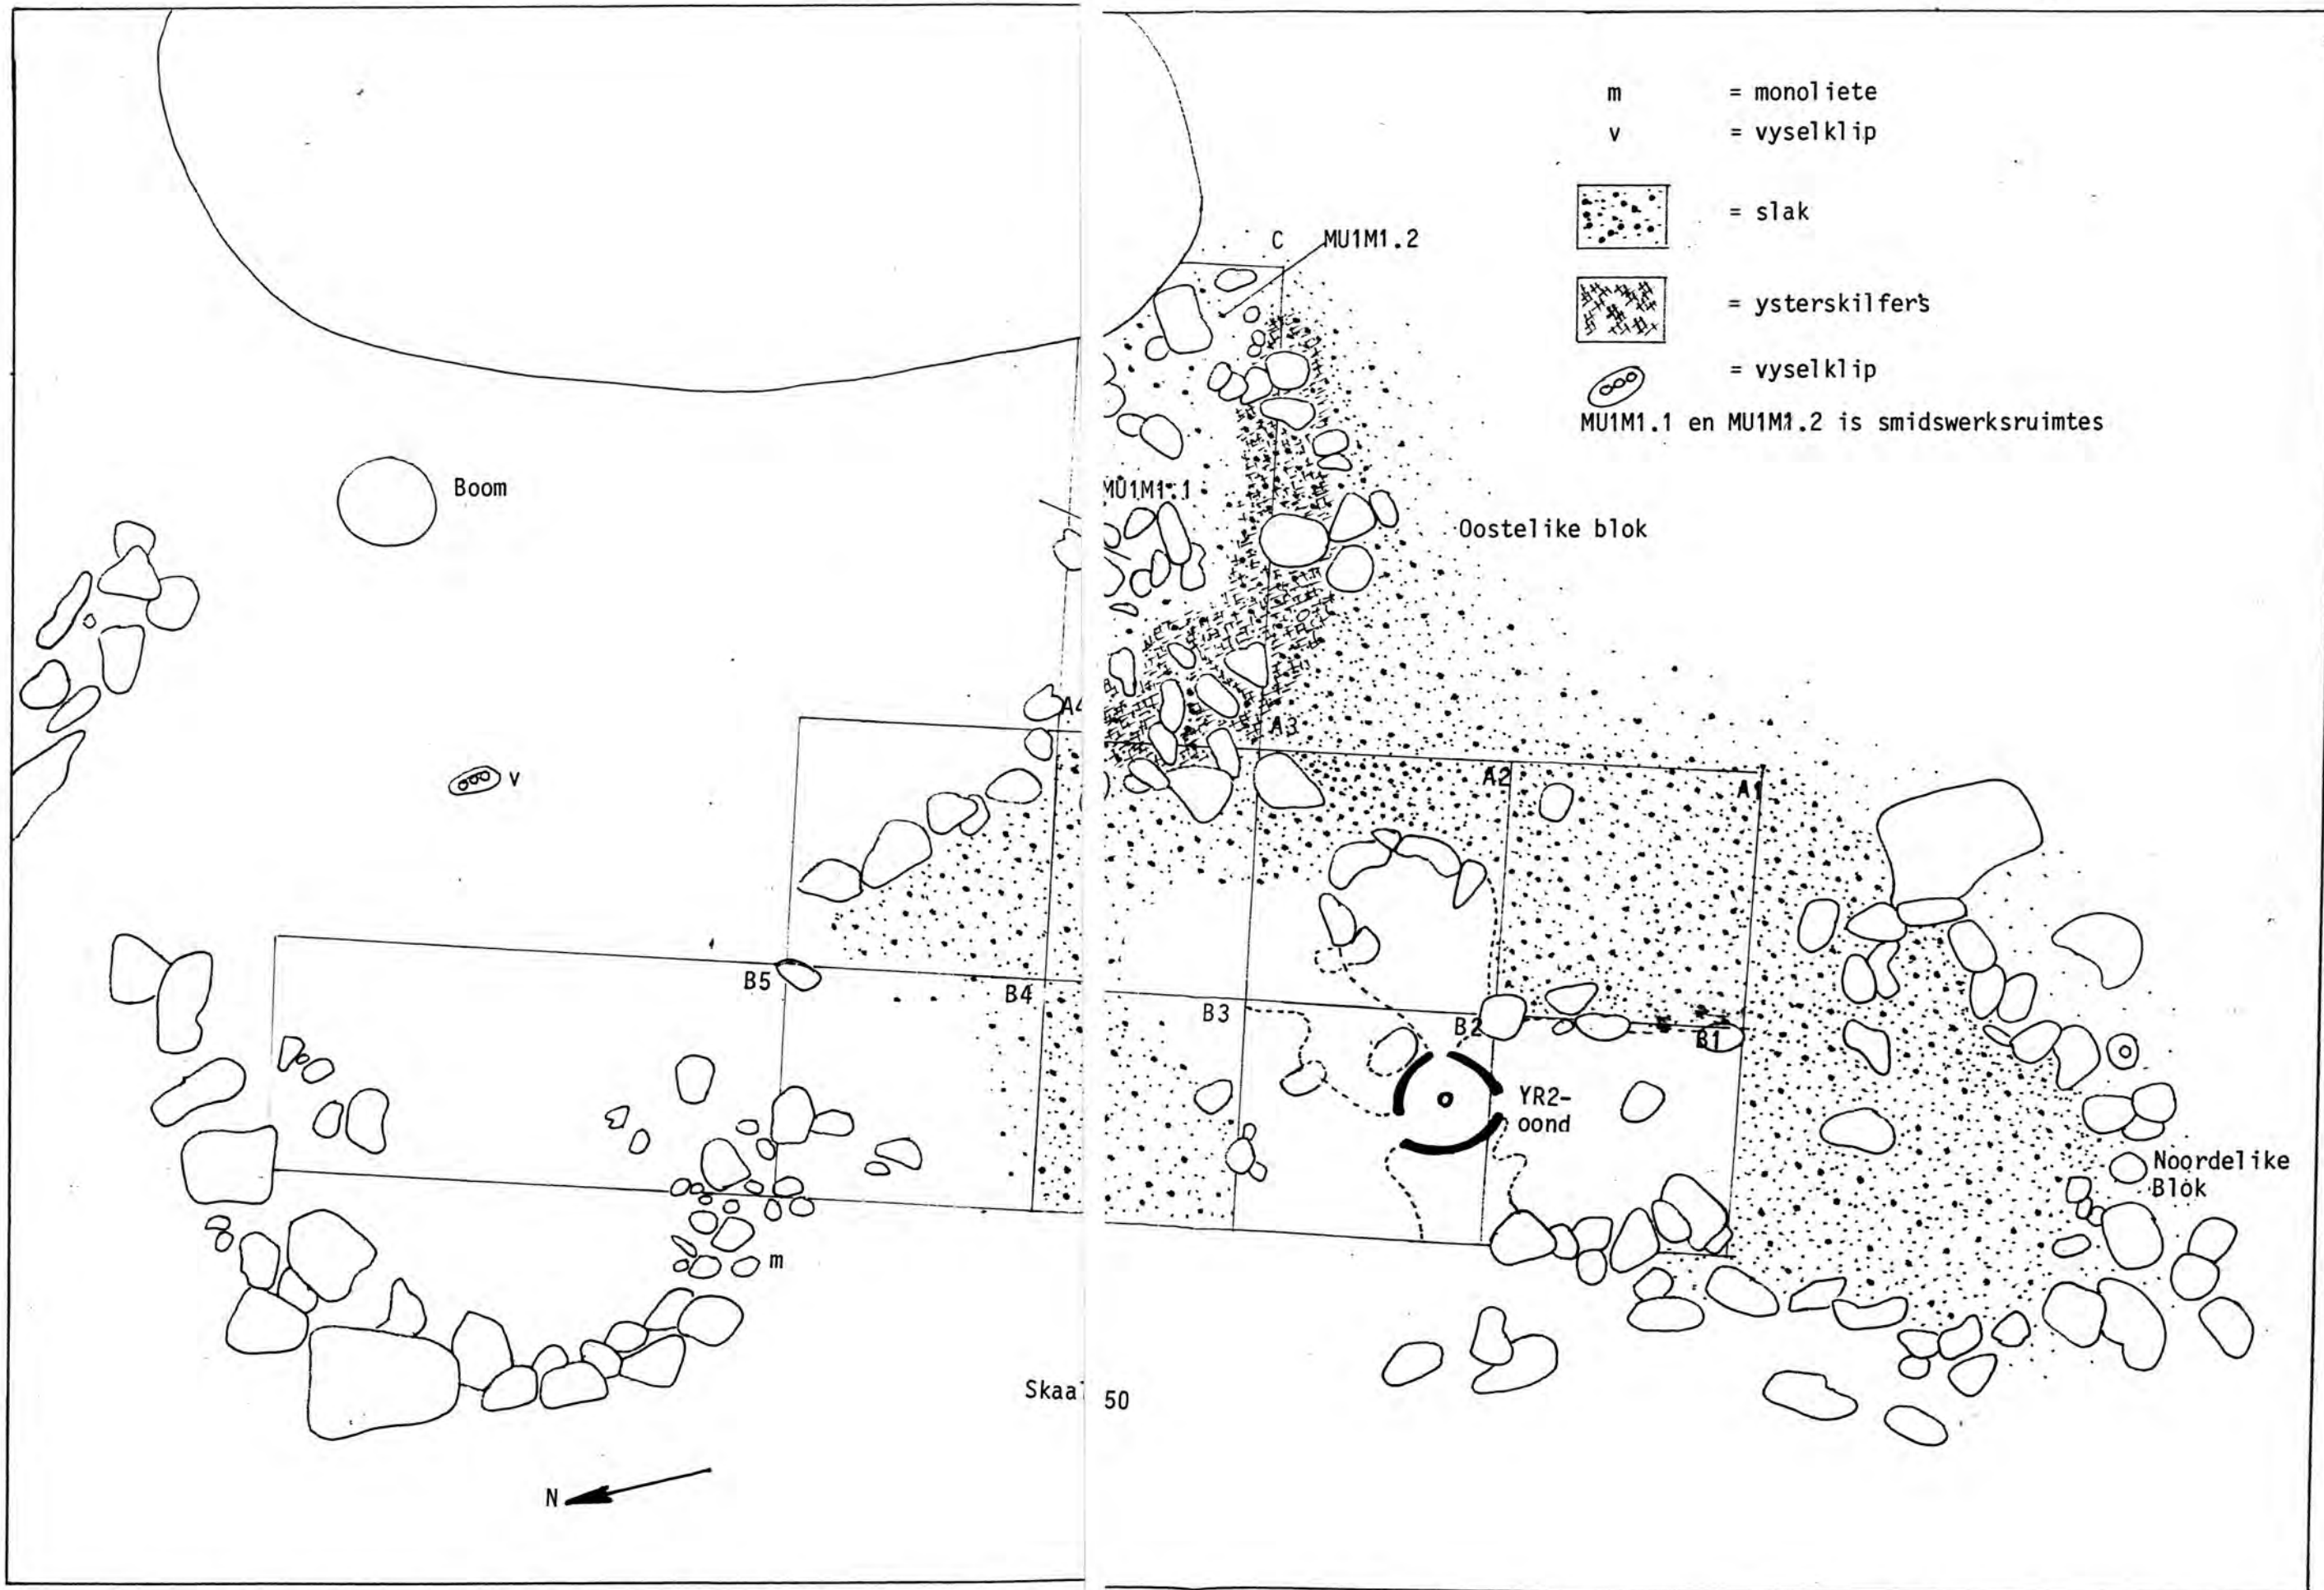 m = monoliete
v = vyselklip
= slak
= ysterskilfers
= vyselklip
MU1M1.1 en MU1M1.2 is smidswerksruimtes
C
MU1M1.2
Boom
MU1M1.1
Oostelike blok
A4
A3
A2
A1
v
B5
B4
B3
B2
B1
YR2-
oond
Noordelike
Blok
m
50
N